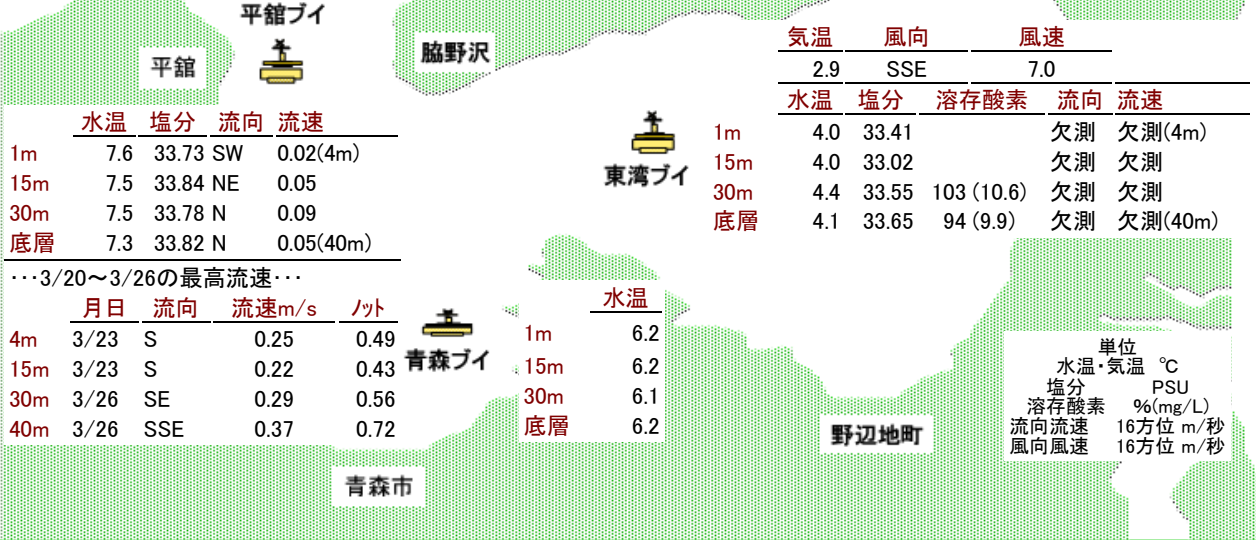 平舘ブイ
平舘
脇野沢
気温 風向 風速
2.9 SSE 7.0
水温 塩分 溶存酸素 流向 流速
1m 4.0 33.41 欠測 欠測(4m)
15m 4.0 33.02 欠測 欠測
30m 4.4 33.55 103 (10.6) 欠測 欠測
底層 4.1 33.65 94 (9.9) 欠測 欠測(40m)
東湾ブイ
水温 塩分 流向 流速
1m 7.6 33.73 SW 0.02(4m)
15m 7.5 33.84 NE 0.05
30m 7.5 33.78 N 0.09
底層 7.3 33.82 N 0.05(40m)
･･･3/20～3/26の最高流速･･･
月日 流向 流速m/s ﾉｯﾄ
4m 3/23 S 0.25 0.49
15m 3/23 S 0.22 0.43
30m 3/26 SE 0.29 0.56
40m 3/26 SSE 0.37 0.72
青森ブイ
水温
1m 6.2
15m 6.2
30m 6.1
底層 6.2
単位
水温･気温 ℃
塩分 PSU
溶存酸素 %(mg/L)
流向流速 16方位 m/秒
風向風速 16方位 m/秒
野辺地町
青森市